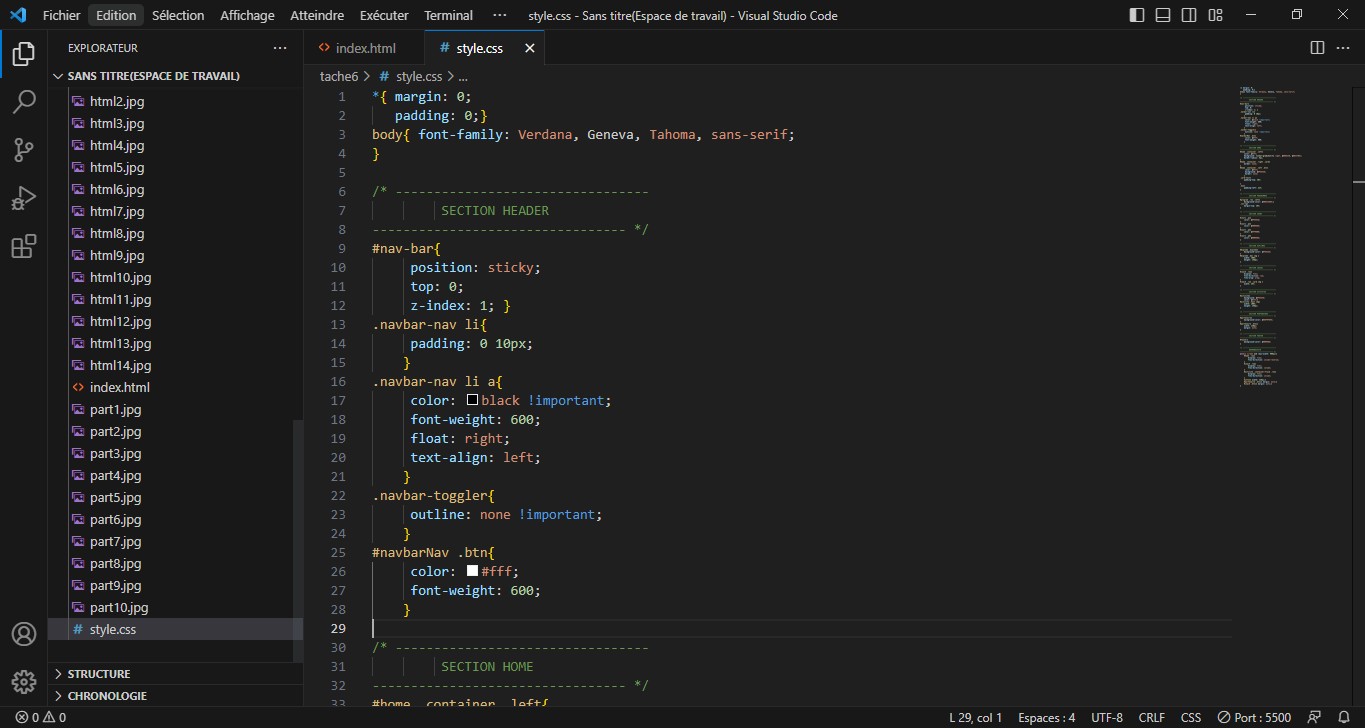 Fichier Edition Sélection Affichage Atteindre Exécuter Terminal ··· style.css - Sans titre(Espace de travail) - Visual Studio Code
EXPLORATEUR ···
SANS TITRE(ESPACE DE TRAVAIL)
html2.jpg
html3.jpg
html4.jpg
html5.jpg
html6.jpg
html7.jpg
html8.jpg
html9.jpg
html10.jpg
html11.jpg
html12.jpg
html13.jpg
html14.jpg
<> index.html
part1.jpg
part2.jpg
part3.jpg
part4.jpg
part5.jpg
part6.jpg
part7.jpg
part8.jpg
part9.jpg
part10.jpg
# style.css
STRUCTURE
CHRONOLOGIE
<> index.html # style.css
tache6 > # style.css > ...
1 *{ margin: 0;
2 padding: 0;}
3 body{ font-family: Verdana, Geneva, Tahoma, sans-serif;
4 }
5
6 /* ---------------------------------
7 SECTION HEADER
8 --------------------------------- */
9 #nav-bar{
10 position: sticky;
11 top: 0;
12 z-index: 1; }
13 .navbar-nav li{
14 padding: 0 10px;
15 }
16 .navbar-nav li a{
17 color: black !important;
18 font-weight: 600;
19 float: right;
20 text-align: left;
21 }
22 .navbar-toggler{
23 outline: none !important;
24 }
25 #navbarNav .btn{
26 color: #fff;
27 font-weight: 600;
28 }
29
30 /* ---------------------------------
31 SECTION HOME
32 --------------------------------- */
33 #home .container .left{
0 0 L 29, col 1 Espaces : 4 UTF-8 CRLF CSS Port : 5500